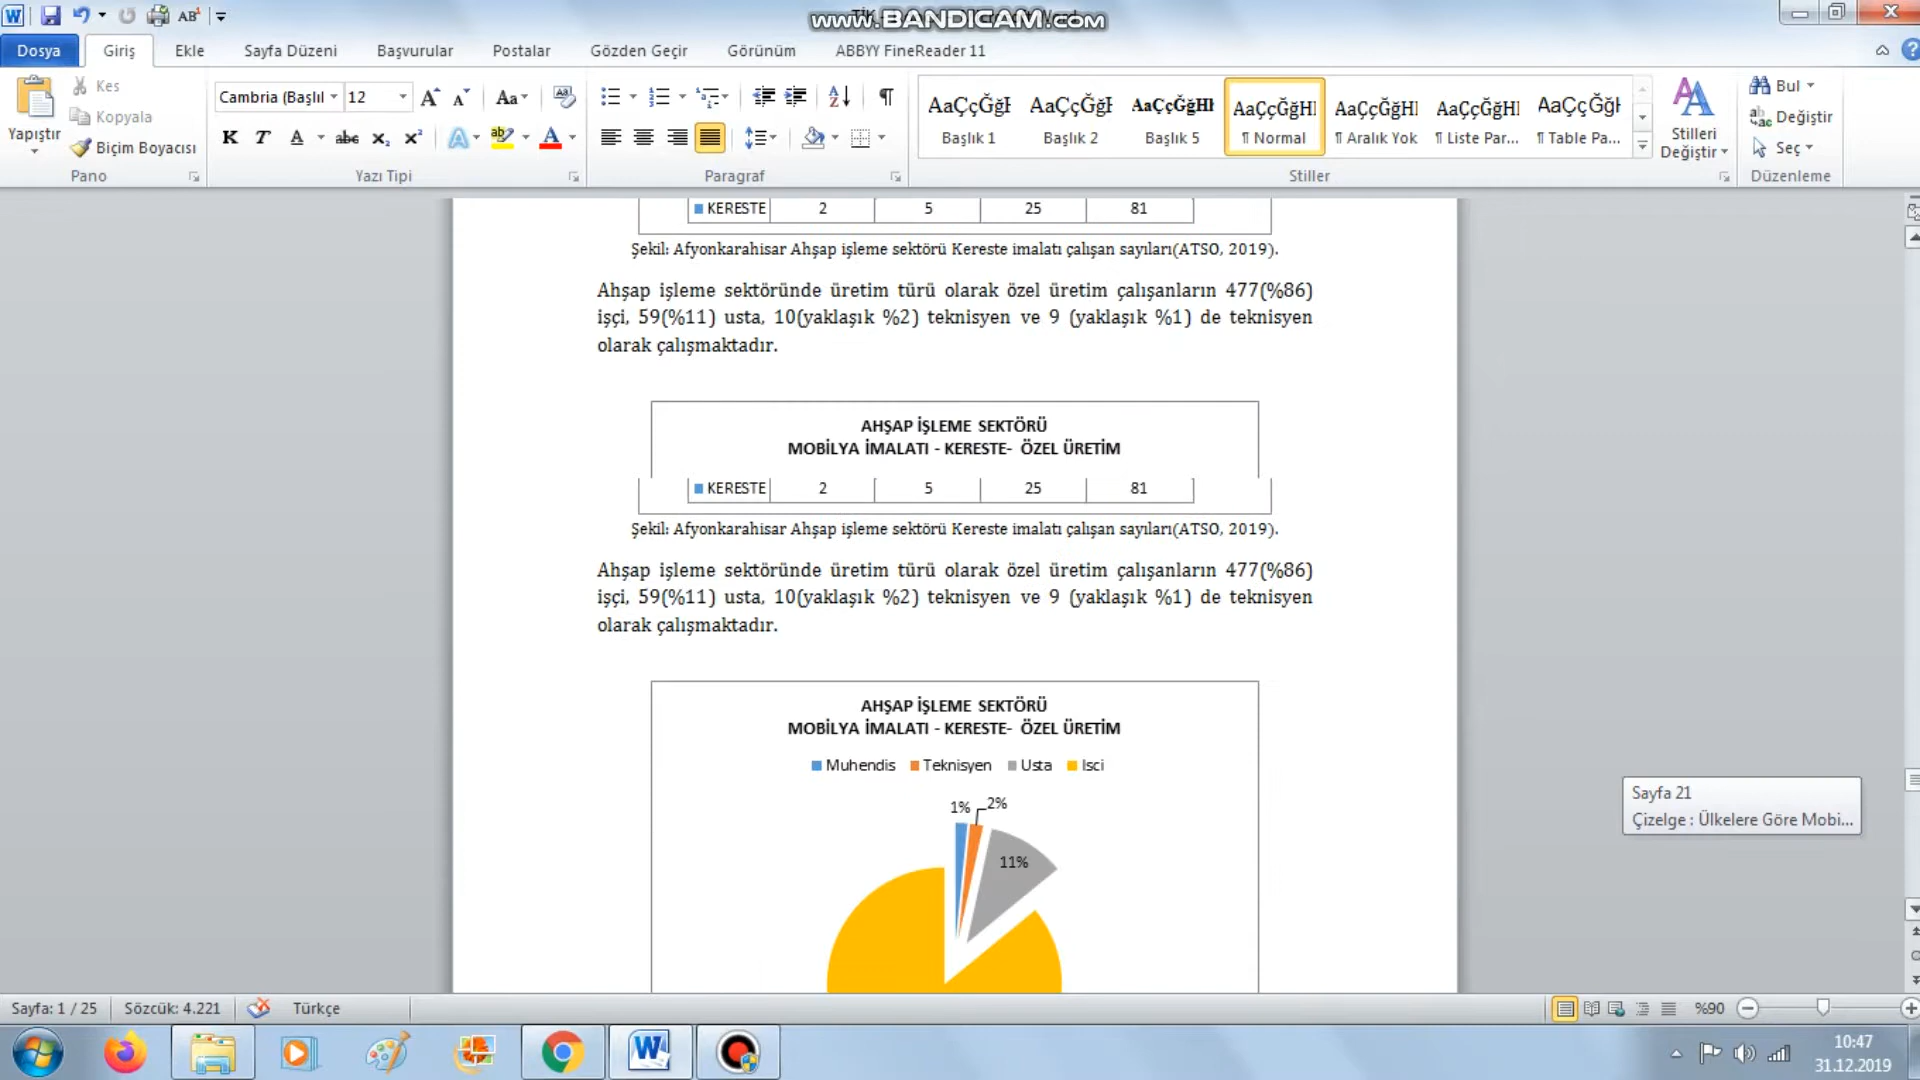 www.BANDICAM.com
Dosya Giriş Ekle Sayfa Düzeni Başvurular Postalar Gözden Geçir Görünüm ABBYY FineReader 11
Yapıştır
Kes
Kopyala
Biçim Boyacısı
Pano
Cambria (Başlıl 12
Yazı Tipi
Paragraf
AaÇçĞğI AaÇçĞğI AaÇçĞğHI AaÇçĞğHI AaÇçĞğHI AaÇçĞğHI AaÇçĞğI
Başlık 1 Başlık 2 Başlık 5 ¶ Normal ¶ Aralık Yok ¶ Liste Par... ¶ Table Pa...
Stiller
Stilleri
Değiştir
Bul
Değiştir
Seç
Düzenleme
KERESTE 2 5 25 81
Şekil: Afyonkarahisar Ahşap işleme sektörü Kereste imalatı çalışan sayıları(ATSO, 2019).
Ahşap işleme sektöründe üretim türü olarak özel üretim çalışanların 477(%86)
işçi, 59(%11) usta, 10(yaklaşık %2) teknisyen ve 9 (yaklaşık %1) de teknisyen
olarak çalışmaktadır.
AHŞAP İŞLEME SEKTÖRÜ
MOBİLYA İMALATI - KERESTE- ÖZEL ÜRETİM
KERESTE 2 5 25 81
Şekil: Afyonkarahisar Ahşap işleme sektörü Kereste imalatı çalışan sayıları(ATSO, 2019).
Ahşap işleme sektöründe üretim türü olarak özel üretim çalışanların 477(%86)
işçi, 59(%11) usta, 10(yaklaşık %2) teknisyen ve 9 (yaklaşık %1) de teknisyen
olarak çalışmaktadır.
AHŞAP İŞLEME SEKTÖRÜ
MOBİLYA İMALATI - KERESTE- ÖZEL ÜRETİM
Muhendis Teknisyen Usta Isci
1% 2%
11%
Sayfa 21
Çizelge : Ülkelere Göre Mobi...
Sayfa: 1 / 25 Sözcük: 4.221 Türkçe %90
10:47
31.12.2019